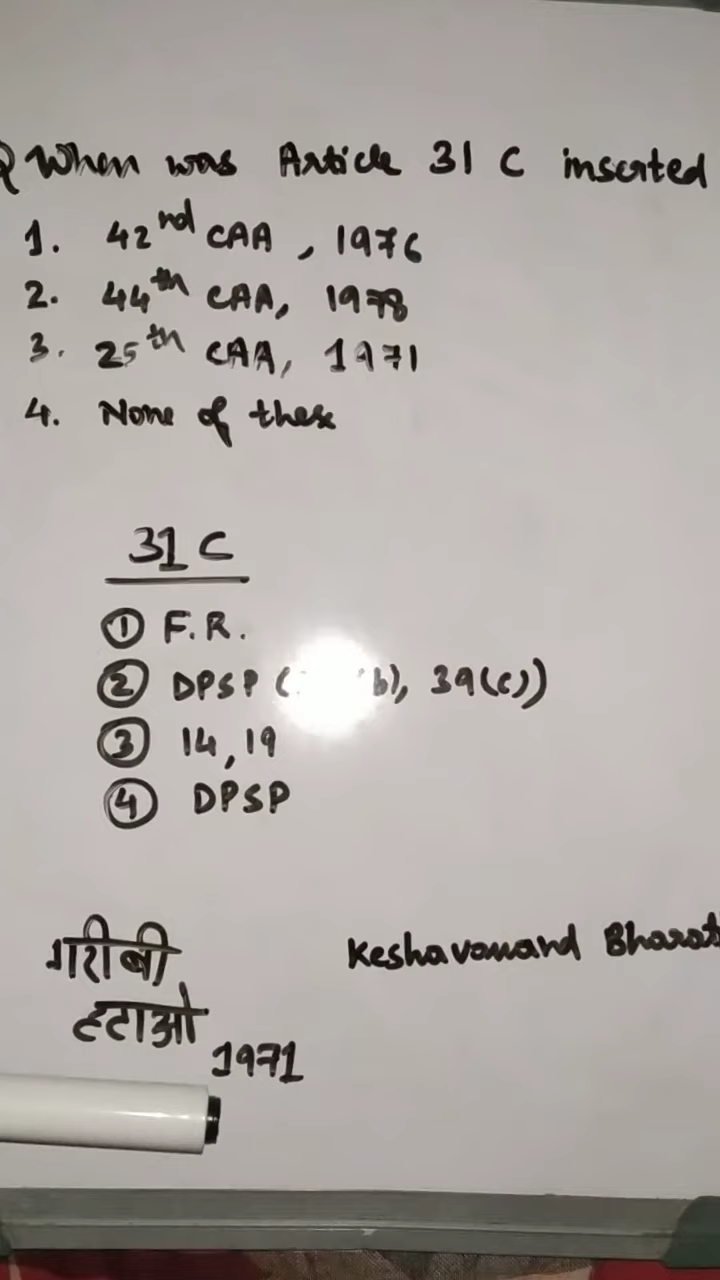 Q When was Article 31 C inserted
1. 42nd CAA, 1976
2. 44th CAA, 1978
3. 25th CAA, 1971
4. None of these
31 C
① F.R.
② DPSP ( b), 39(c))
③ 14, 19
④ DPSP
गरीबी
हटाओ
1971
Keshavanand Bharat